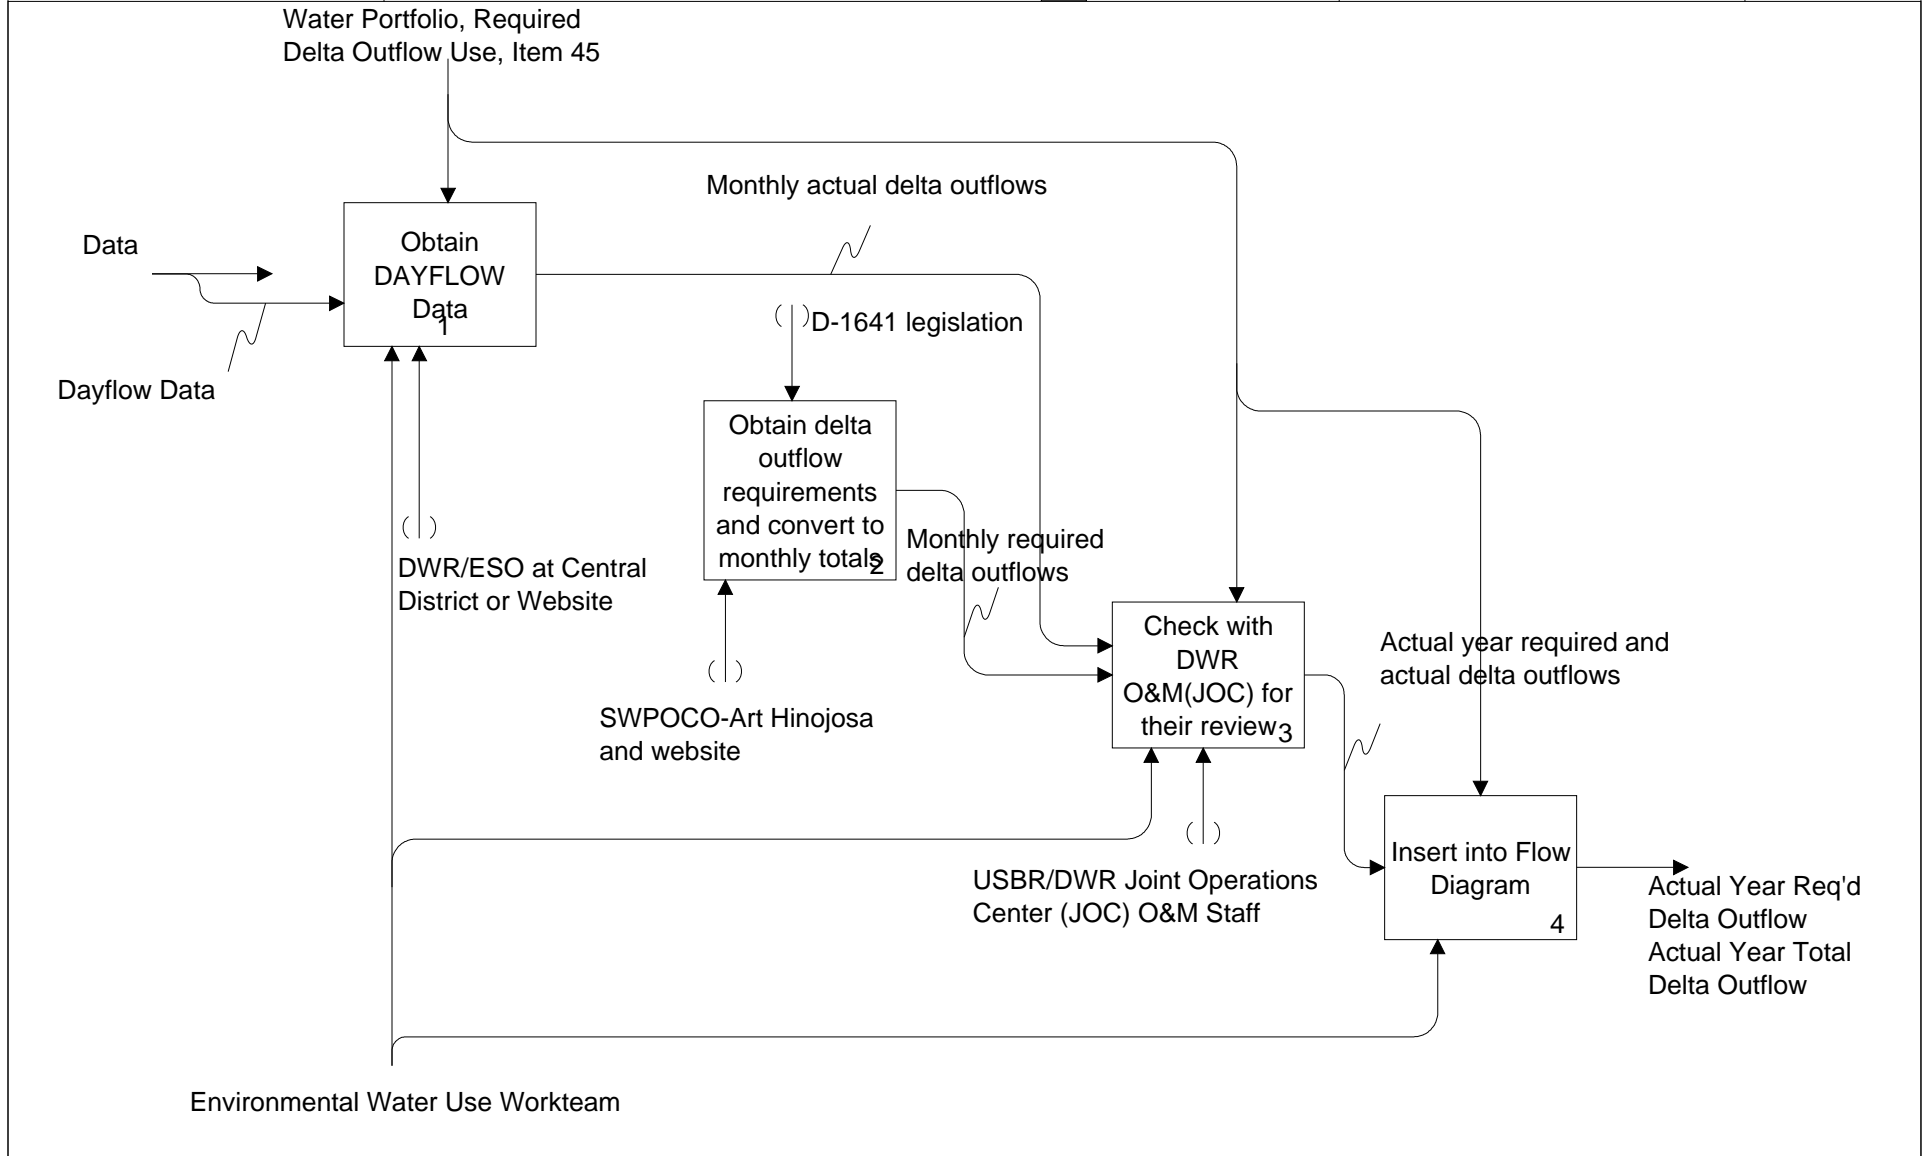 Water Portfolio, Required
Delta Outflow Use, Item 45
Monthly actual delta outflows
Data
Obtain
DAYFLOW
Data
1
Dayflow Data
D-1641 legislation
Obtain delta
outflow
requirements
and convert to
monthly totals
2
DWR/ESO at Central
District or Website
Monthly required
delta outflows
SWPOCO-Art Hinojosa
and website
Check with
DWR
O&M(JOC) for
their review
3
Actual year required and
actual delta outflows
USBR/DWR Joint Operations
Center (JOC) O&M Staff
Insert into Flow
Diagram
4
Actual Year Req'd
Delta Outflow
Actual Year Total
Delta Outflow
Environmental Water Use Workteam